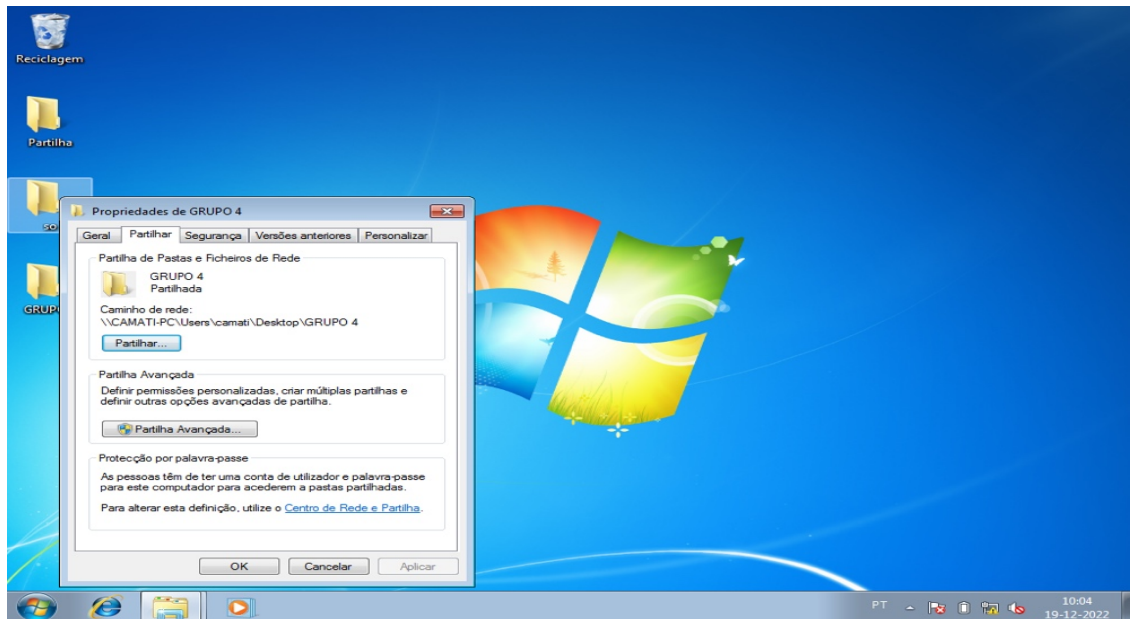 Reciclagem
Partilha
so
GRUP
Propriedades de GRUPO 4
Geral Partilhar Segurança Versões anteriores Personalizar
Partilha de Pastas e Ficheiros de Rede
GRUPO 4
Partilhada
Caminho de rede:
\\CAMATI-PC\Users\camati\Desktop\GRUPO 4
Partilhar...
Partilha Avançada
Definir permissões personalizadas, criar múltiplas partilhas e
definir outras opções avançadas de partilha.
Partilha Avançada...
Protecção por palavra-passe
As pessoas têm de ter uma conta de utilizador e palavra-passe
para este computador para acederem a pastas partilhadas.
Para alterar esta definição, utilize o Centro de Rede e Partilha.
OK Cancelar Aplicar
PT
10:04
19-12-2022